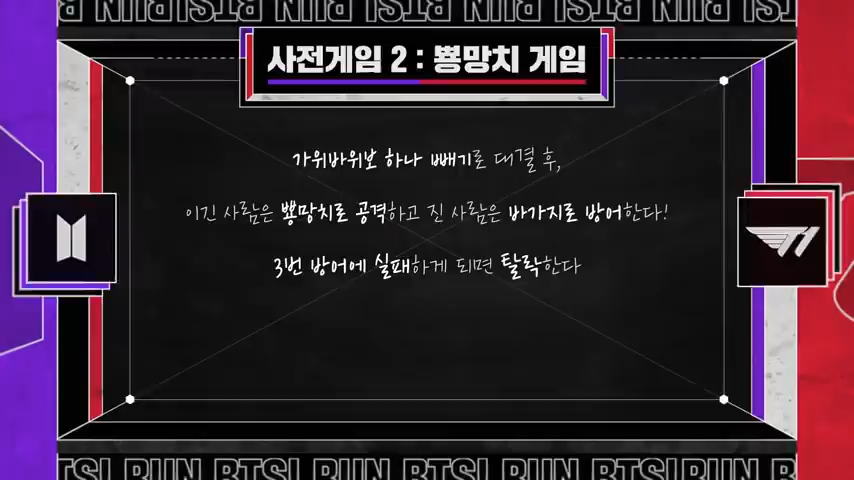 RUN BTS! RUN BTS! RUN BTS! RUN
사전게임 2 : 뿅망치 게임
가위바위보 하나 빼기로 대결 후,
이긴 사람은 뿅망치로 공격하고 진 사람은 바가지로 방어한다!
3번 방어에 실패하게 되면 탈락한다
T1
BTS! RUN BTS! RUN BTS! RUN B